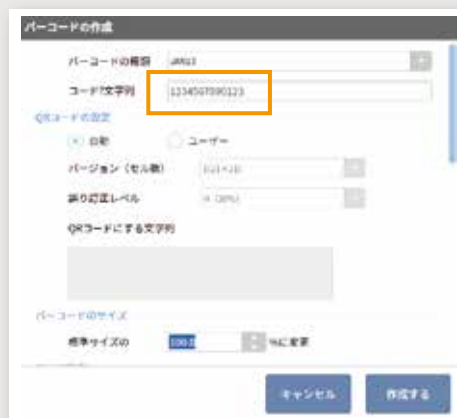 バーコードの作成
バーコードの種類 JAN13
コード?文字列 1234567890123
QRコードの設定
自動 ユーザー
バージョン（セル数）
誤り訂正レベル
QRコードにする文字列
バーコードのサイズ
標準サイズの 100.0 %に変更
キャンセル 作成する